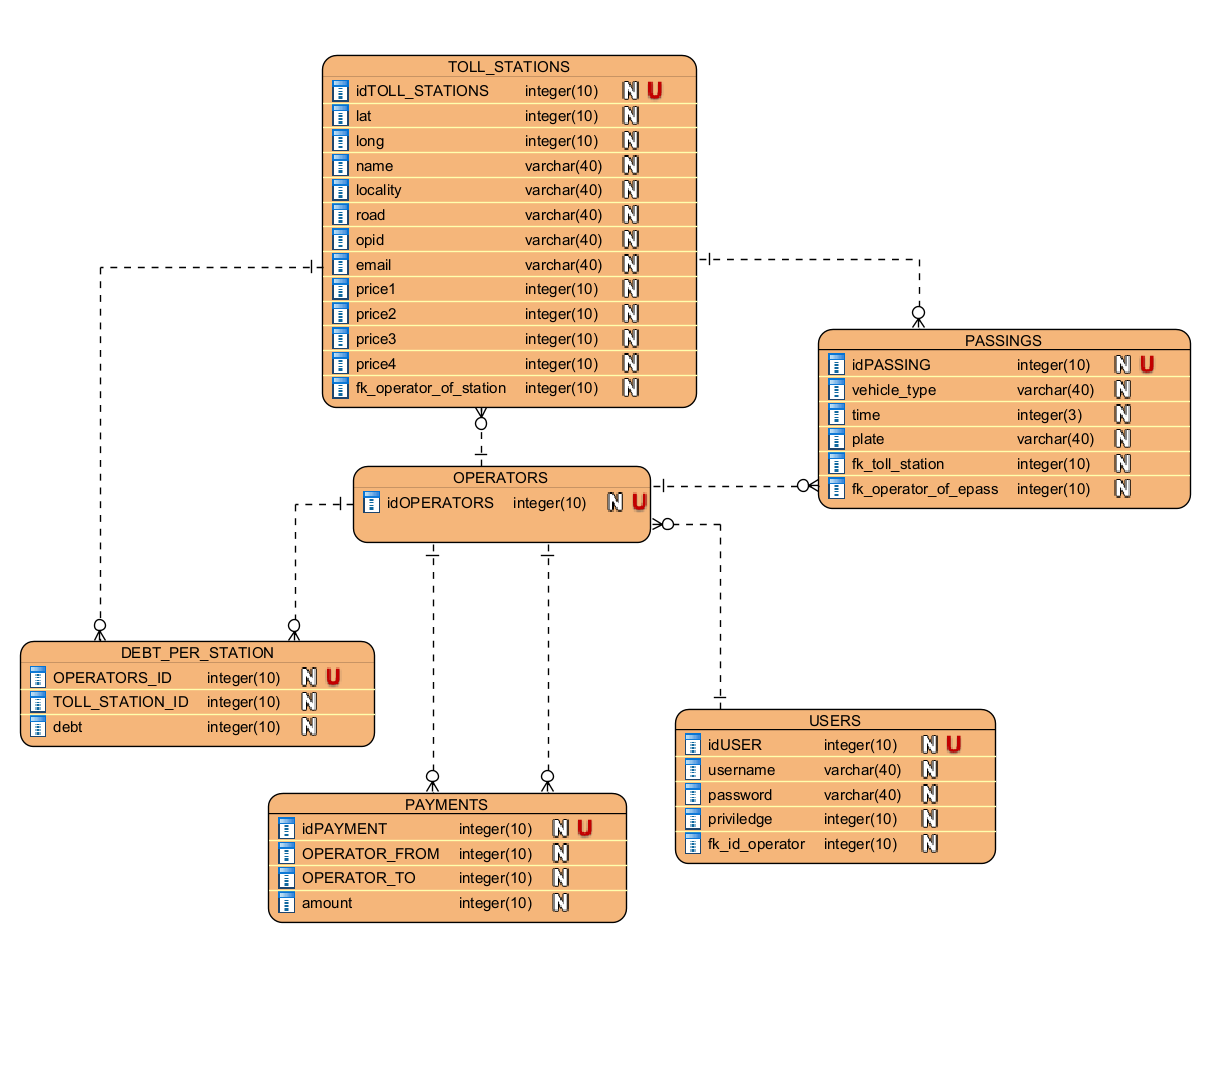 TOLL_STATIONS
idTOLL_STATIONS integer(10) N U
lat integer(10) N
long integer(10) N
name varchar(40) N
locality varchar(40) N
road varchar(40) N
opid varchar(40) N
email varchar(40) N
price1 integer(10) N
price2 integer(10) N
price3 integer(10) N
price4 integer(10) N
fk_operator_of_station integer(10) N
PASSINGS
idPASSING integer(10) N U
vehicle_type varchar(40) N
time integer(3) N
plate varchar(40) N
fk_toll_station integer(10) N
fk_operator_of_epass integer(10) N
OPERATORS
idOPERATORS integer(10) N U
DEBT_PER_STATION
OPERATORS_ID integer(10) N U
TOLL_STATION_ID integer(10) N
debt integer(10) N
USERS
idUSER integer(10) N U
username varchar(40) N
password varchar(40) N
priviledge integer(10) N
fk_id_operator integer(10) N
PAYMENTS
idPAYMENT integer(10) N U
OPERATOR_FROM integer(10) N
OPERATOR_TO integer(10) N
amount integer(10) N